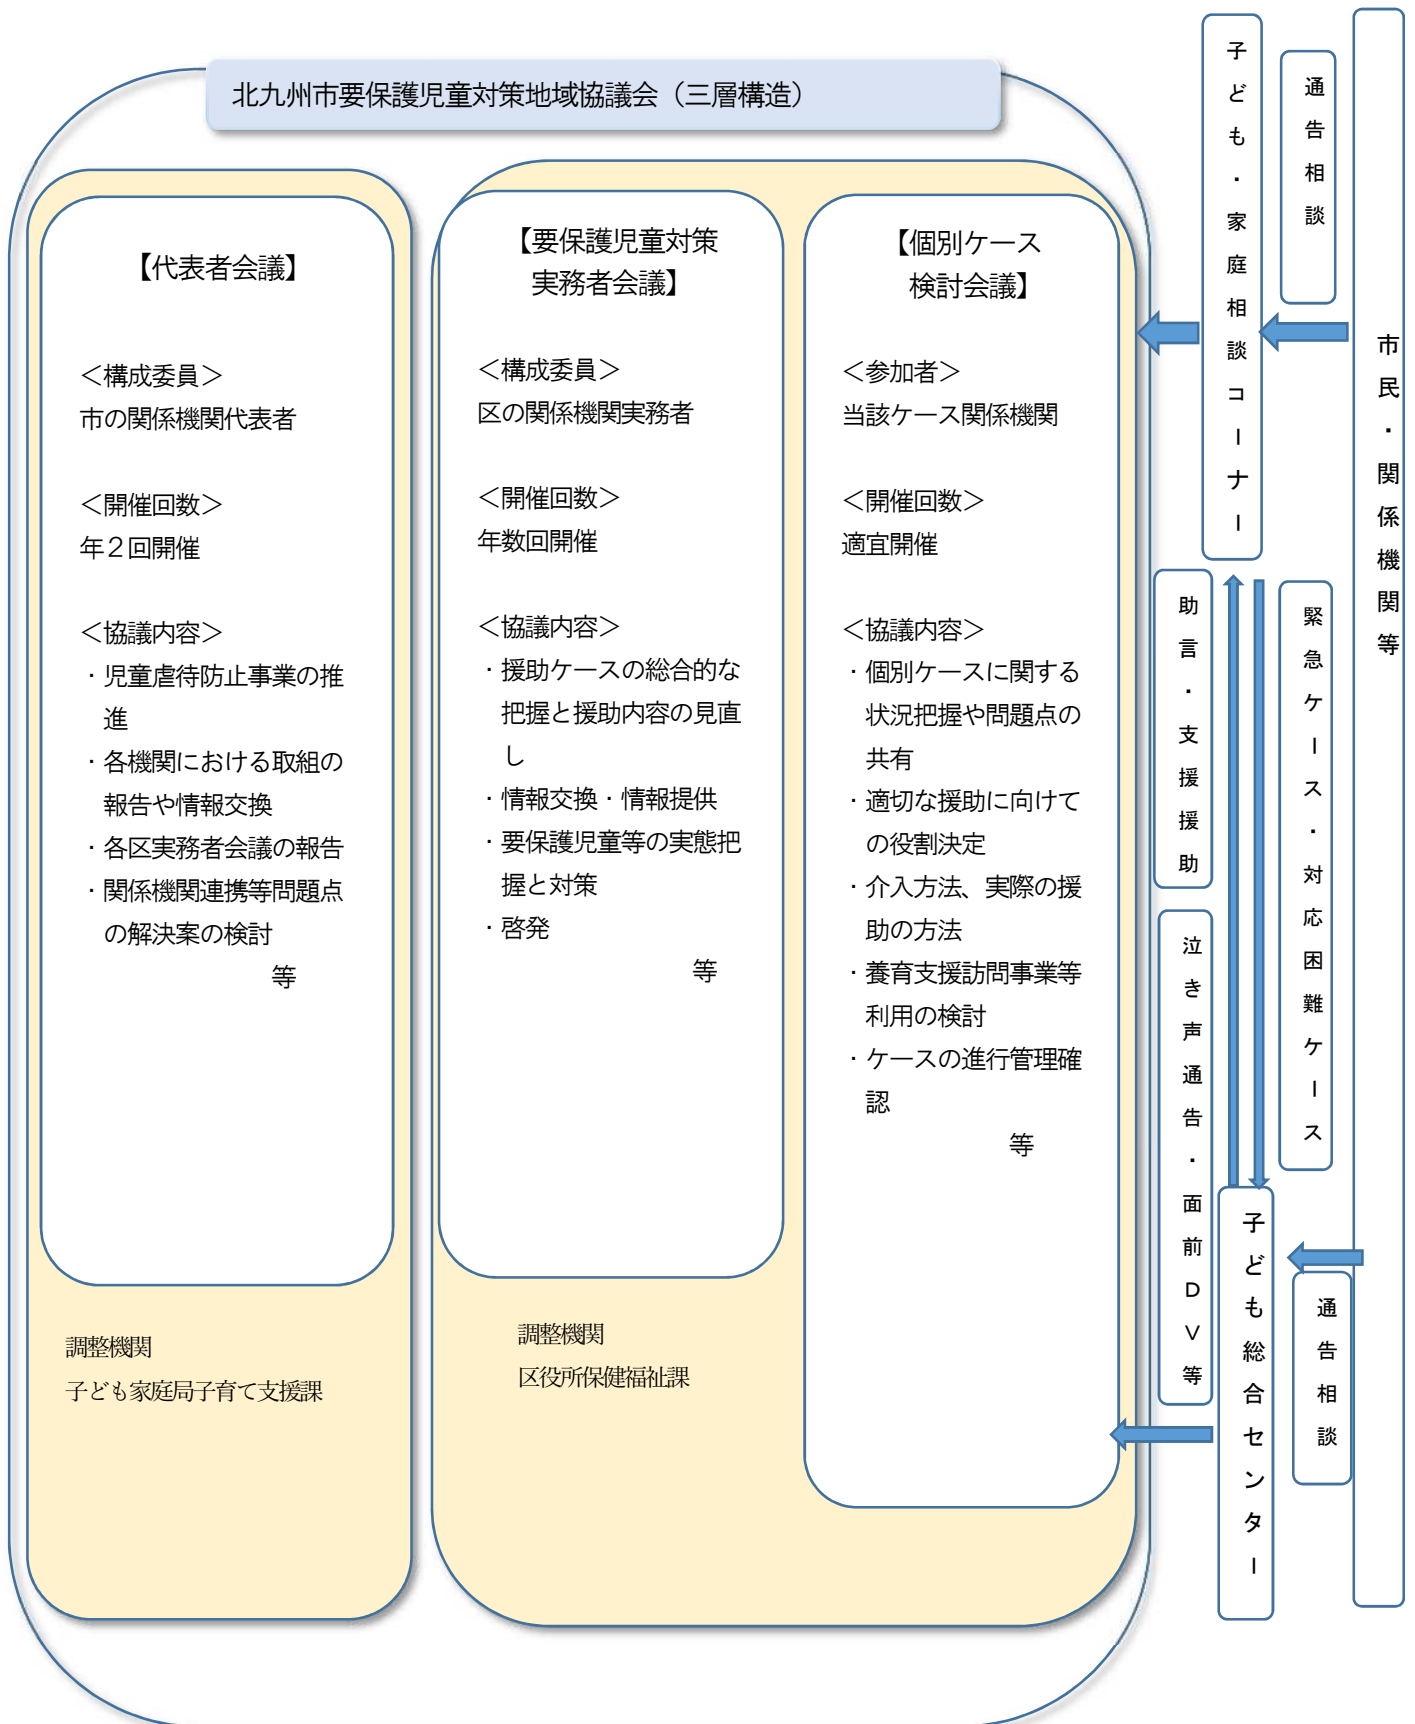 北九州市要保護児童対策地域協議会（三層構造）
【代表者会議】
＜構成委員＞
市の関係機関代表者
＜開催回数＞
年２回開催
＜協議内容＞
・児童虐待防止事業の推
進
・各機関における取組の
報告や情報交換
・各区実務者会議の報告
・関係機関連携等問題点
の解決案の検討
等
調整機関
子ども家庭局子育て支援課
【要保護児童対策
実務者会議】
＜構成委員＞
区の関係機関実務者
＜開催回数＞
年数回開催
＜協議内容＞
・援助ケースの総合的な
把握と援助内容の見直
し
・情報交換・情報提供
・要保護児童等の実態把
握と対策
・啓発
等
調整機関
区役所保健福祉課
【個別ケース
検討会議】
＜参加者＞
当該ケース関係機関
＜開催回数＞
適宜開催
＜協議内容＞
・個別ケースに関する
状況把握や問題点の
共有
・適切な援助に向けて
の役割決定
・介入方法、実際の援
助の方法
・養育支援訪問事業等
利用の検討
・ケースの進行管理確
認
等
子ども・家庭相談コーナー
通告相談
市民・関係機関等
助言・支援援助
緊急ケース・対応困難ケース
泣き声通告・面前ＤＶ等
子ども総合センター
通告相談